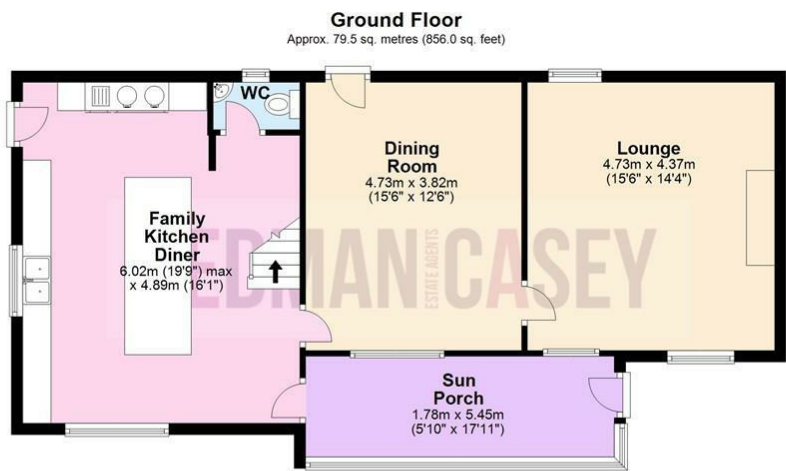 Ground Floor
Approx. 79.5 sq. metres (856.0 sq. feet)
WC
Dining
Room
4.73m x 3.82m
(15'6" x 12'6")
Lounge
4.73m x 4.37m
(15'6" x 14'4")
Family
Kitchen
Diner
6.02m (19'9") max
x 4.89m (16'1")
EDMAN CASEY
ESTATE AGENTS
Sun
Porch
1.78m x 5.45m
(5'10" x 17'11")